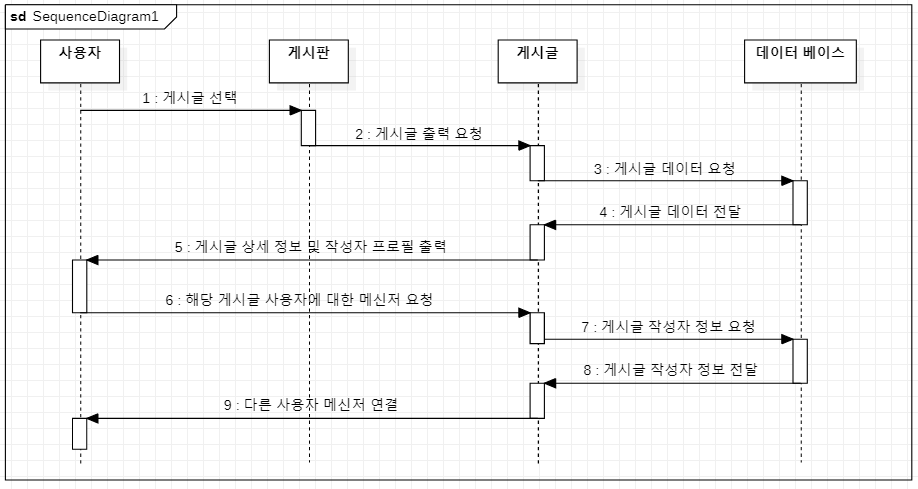 sd SequenceDiagram1
사용자
게시판
게시글
데이터 베이스
1 : 게시글 선택
2 : 게시글 출력 요청
3 : 게시글 데이터 요청
4 : 게시글 데이터 전달
5 : 게시글 상세 정보 및 작성자 프로필 출력
6 : 해당 게시글 사용자에 대한 메신저 요청
7 : 게시글 작성자 정보 요청
8 : 게시글 작성자 정보 전달
9 : 다른 사용자 메신저 연결